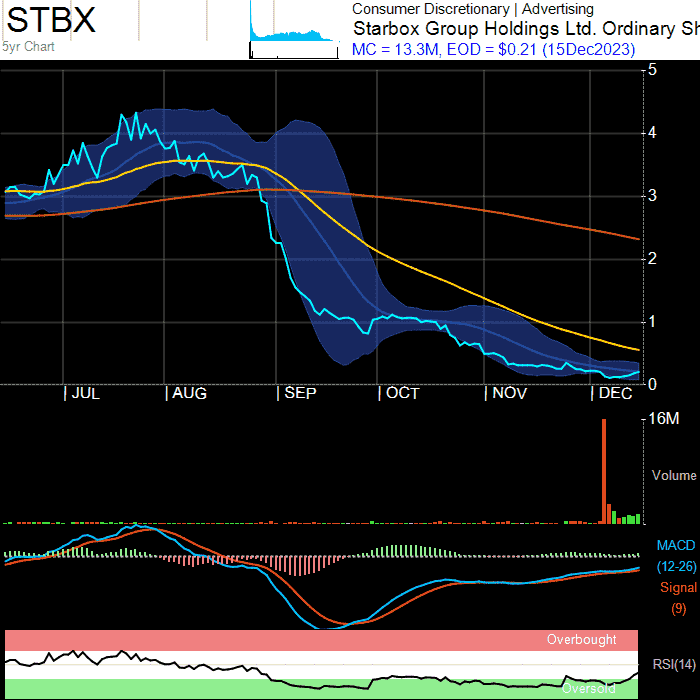 STBX
5yr Chart
Consumer Discretionary | Advertising
Starbox Group Holdings Ltd. Ordinary Sh
MC = 13.3M, EOD = $0.21 (15Dec2023)
5
4
3
2
1
0
| JUL | AUG | SEP | OCT | NOV | DEC
16M
Volume
MACD
(12-26)
Signal
(9)
Overbought
RSI(14)
Oversold